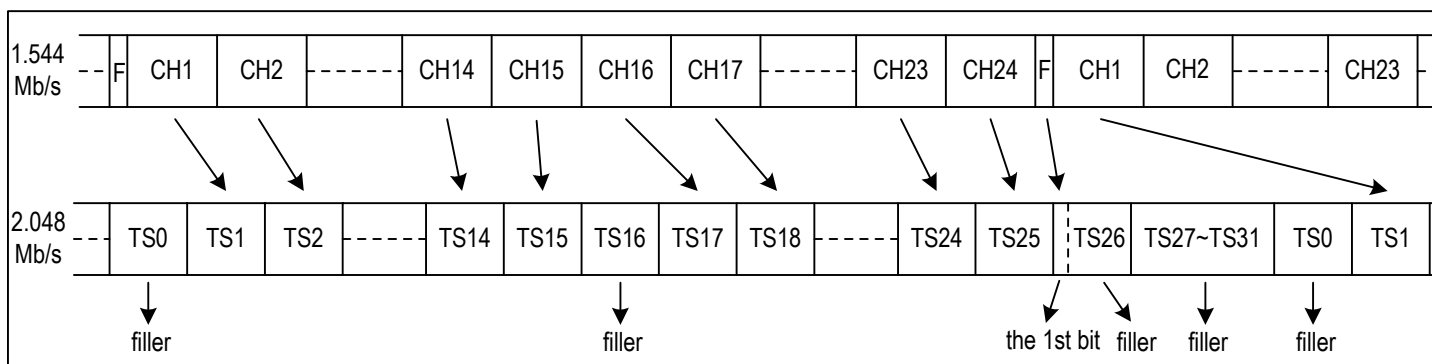 1.544
Mb/s
F CH1 CH2 CH14 CH15 CH16 CH17 CH23 CH24 F CH1 CH2 CH23
2.048
Mb/s
TS0 TS1 TS2 TS14 TS15 TS16 TS17 TS18 TS24 TS25 TS26 TS27~TS31 TS0 TS1
filler filler the 1st bit filler filler filler